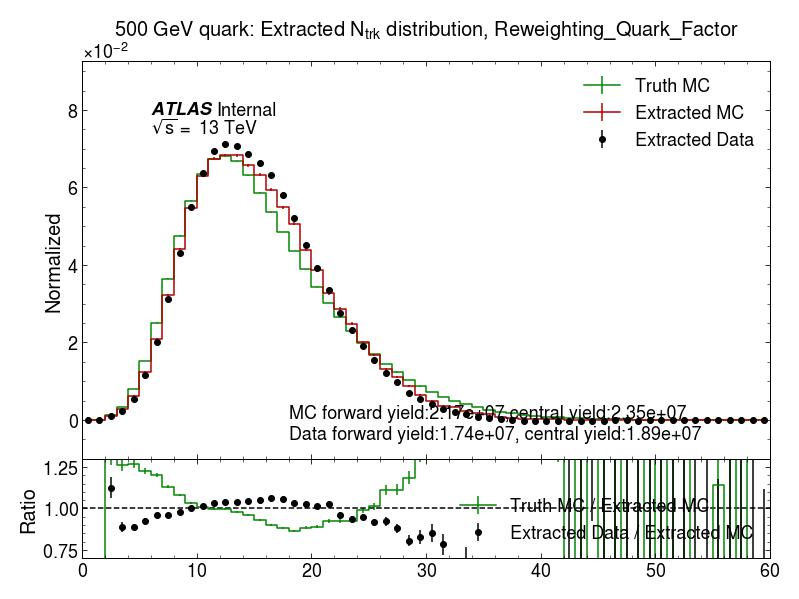 500 GeV quark: Extracted Ntrk distribution, Reweighting_Quark_Factor
×10−2
ATLAS Internal
√s = 13 TeV
Truth MC
Extracted MC
Extracted Data
Normalized
8
6
4
2
0
MC forward yield:2.17e+07, central yield:2.35e+07
Data forward yield:1.74e+07, central yield:1.89e+07
Ratio
1.25
1.00
0.75
Truth MC / Extracted MC
Extracted Data / Extracted MC
0 10 20 30 40 50 60